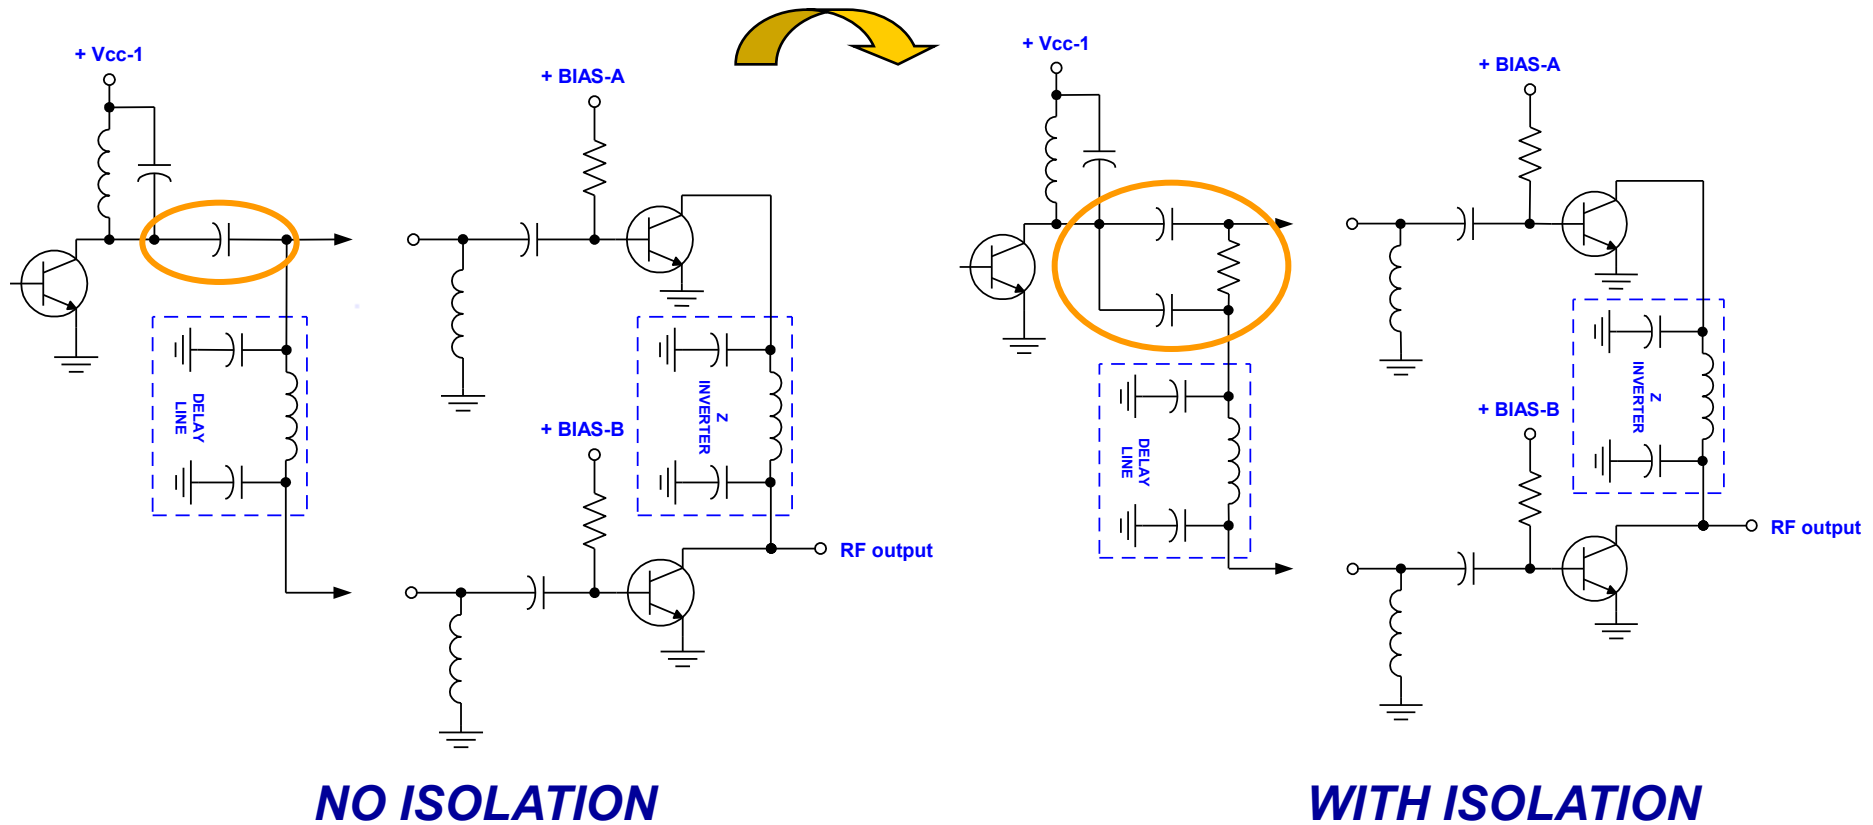 + Vcc-1
+ BIAS-A
DELAY
LINE
Z
INVERTER
+ BIAS-B
RF output
NO ISOLATION
+ Vcc-1
+ BIAS-A
DELAY
LINE
Z
INVERTER
+ BIAS-B
RF output
WITH ISOLATION